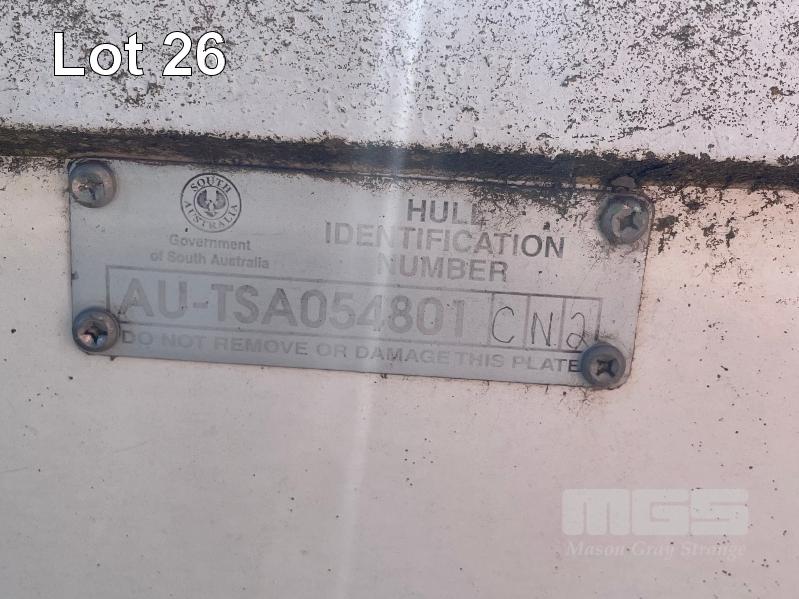 Lot 26
SOUTH
AUSTRALIA
Government
of South Australia
HULL
IDENTIFICATION
NUMBER
AU-TSA054801 C N 2
DO NOT REMOVE OR DAMAGE THIS PLATE
MGS
Mason Gray Strange